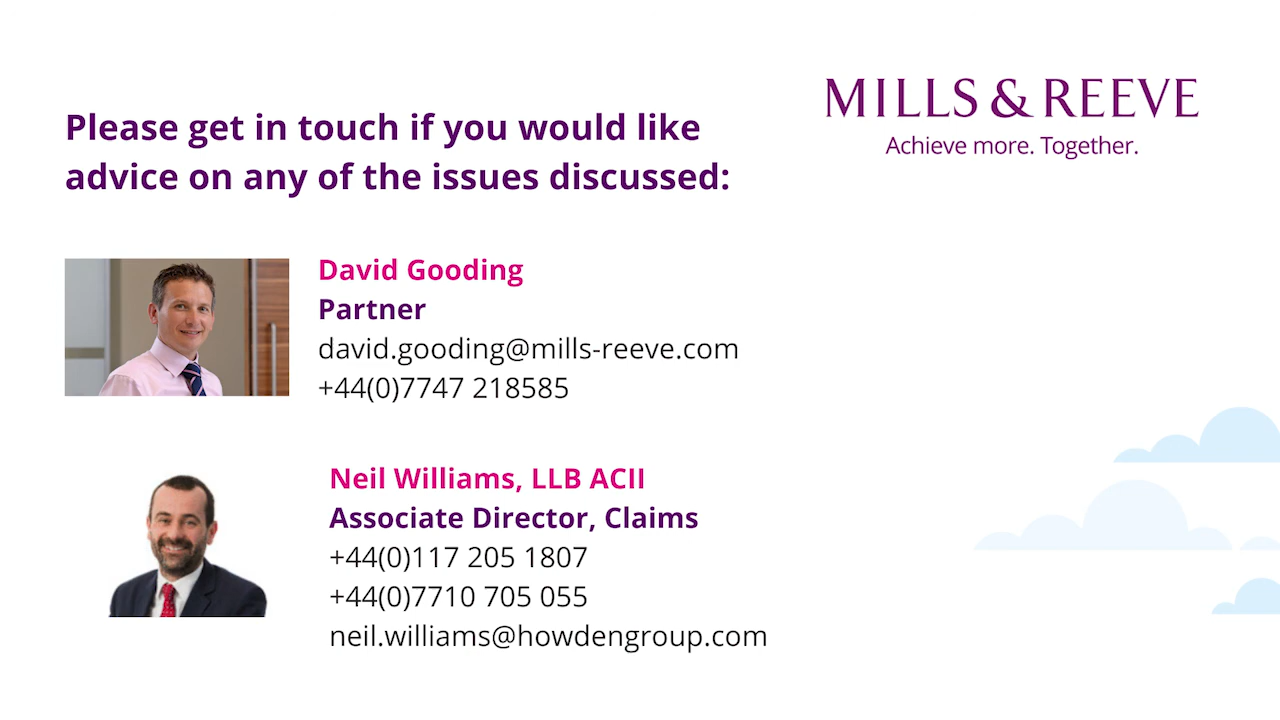 MILLS & REEVE
Achieve more. Together.
Please get in touch if you would like
advice on any of the issues discussed:
David Gooding
Partner
david.gooding@mills-reeve.com
+44(0)7747 218585
Neil Williams, LLB ACII
Associate Director, Claims
+44(0)117 205 1807
+44(0)7710 705 055
neil.williams@howdengroup.com